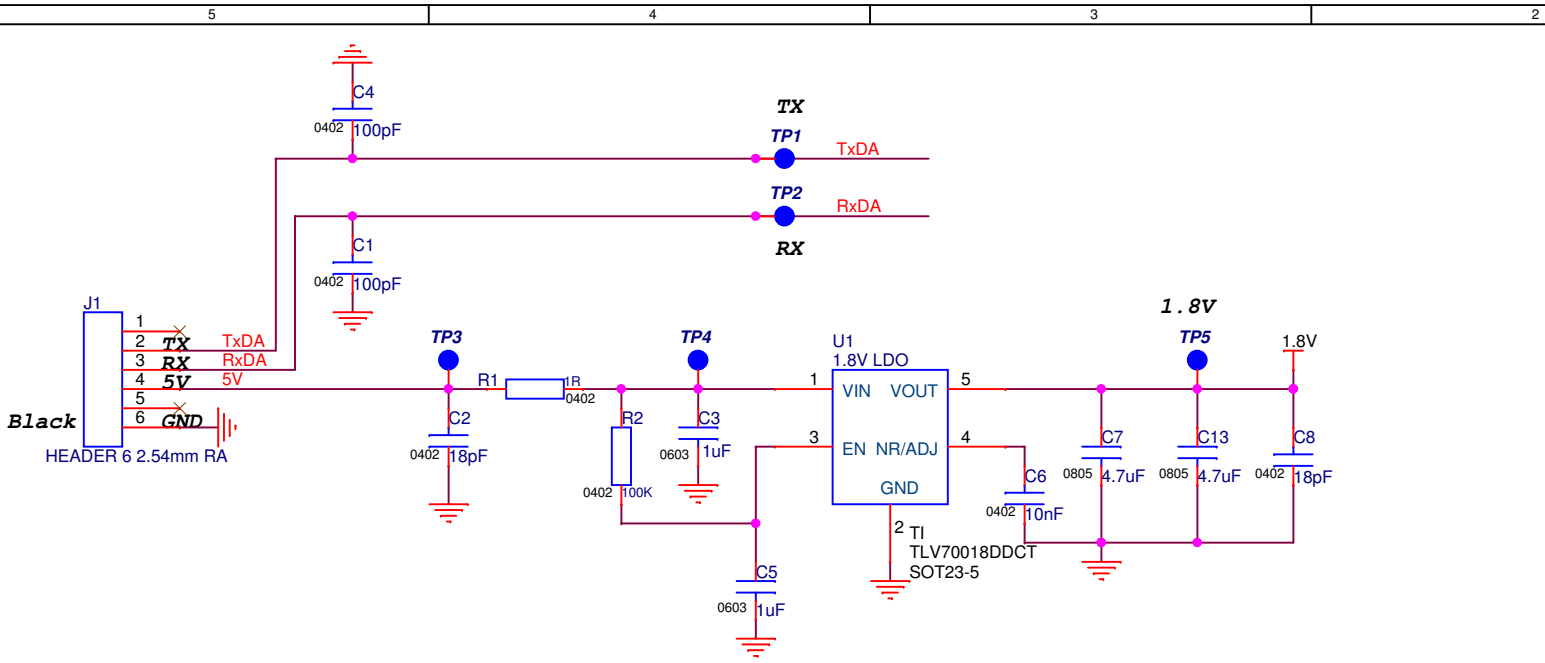 5 4 3 2
C4
0402 100pF
TX
TP1
TxDA
TP2
RxDA
RX
C1
0402 100pF
J1
1
2 TX TxDA
3 RX RxDA
4 5V 5V
5
6 GND
Black
HEADER 6 2.54mm RA
TP3
R1 1R
0402
C2
0402 18pF
TP4
R2
0402 100K
C3
0603 1uF
C5
0603 1uF
U1
1.8V LDO
1 VIN VOUT 5
3 EN NR/ADJ 4
GND
2 TI
TLV70018DDCT
SOT23-5
C6
0402 10nF
1.8V
TP5
1.8V
C7
0805 4.7uF
C13
0805 4.7uF
C8
0402 18pF